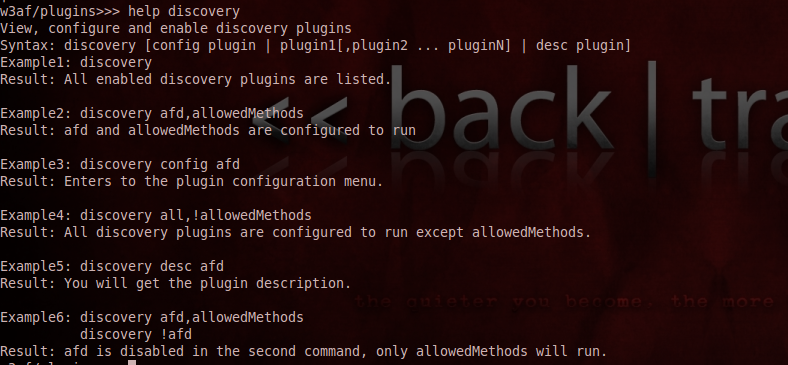 w3af/plugins>>> help discovery
View, configure and enable discovery plugins
Syntax: discovery [config plugin | plugin1[,plugin2 ... pluginN] | desc plugin]
Example1: discovery
Result: All enabled discovery plugins are listed.
Example2: discovery afd,allowedMethods
Result: afd and allowedMethods are configured to run
Example3: discovery config afd
Result: Enters to the plugin configuration menu.
Example4: discovery all,!allowedMethods
Result: All discovery plugins are configured to run except allowedMethods.
Example5: discovery desc afd
Result: You will get the plugin description.
Example6: discovery afd,allowedMethods
discovery !afd
Result: afd is disabled in the second command, only allowedMethods will run.
<< back | tra
the quieter you become, the more